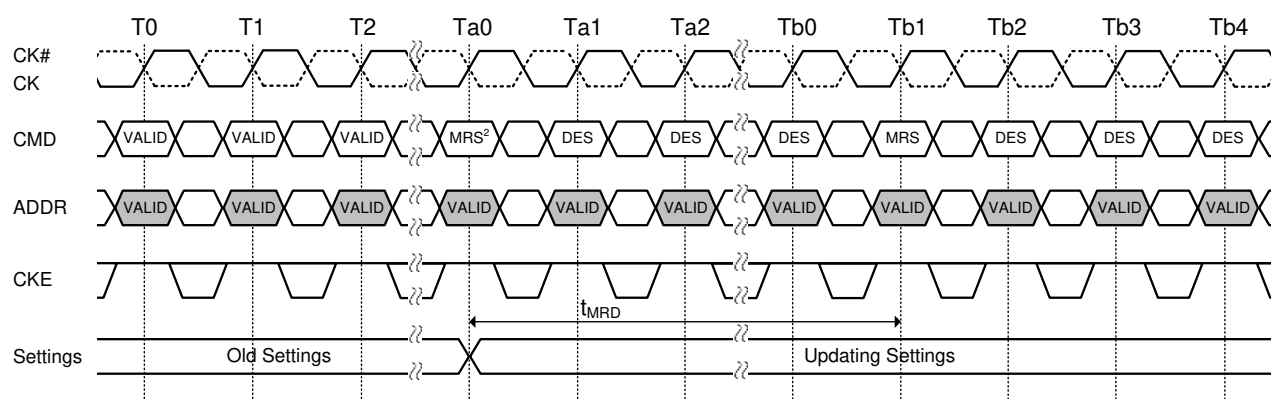 T0 T1 T2 Ta0 Ta1 Ta2 Tb0 Tb1 Tb2 Tb3 Tb4
CK#
CK
CMD VALID VALID VALID MRS² DES DES DES MRS DES DES DES
ADDR VALID VALID VALID VALID VALID VALID VALID VALID VALID VALID VALID
CKE
tMRD
Settings Old Settings Updating Settings